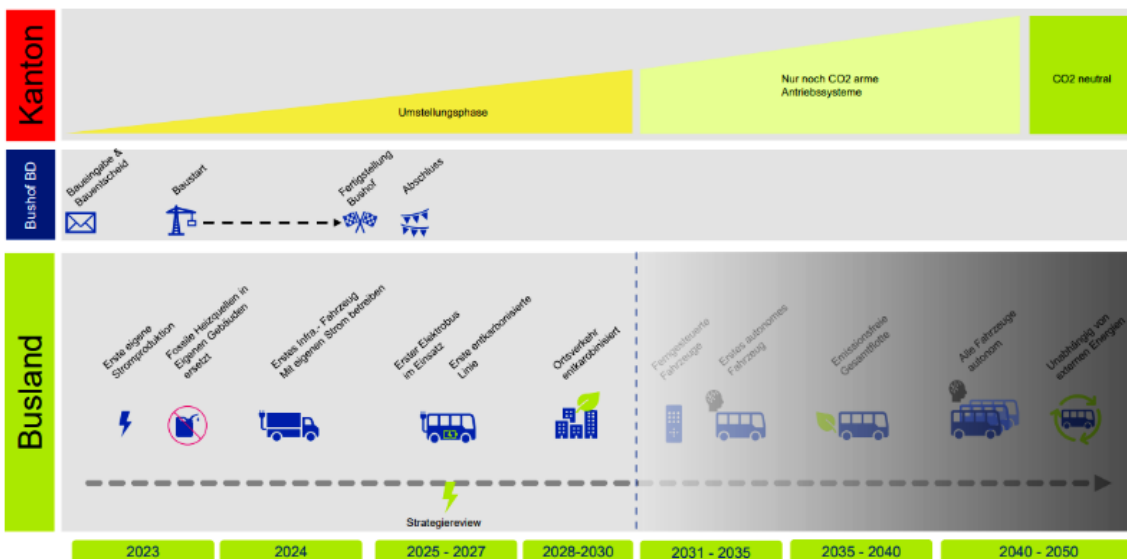 Kanton
Umstellungsphase
Nur noch CO2 arme
Antriebssysteme
CO2 neutral
Bushof BD
Baueingabe &
Bauentscheid
Baustart
Fertigstellung
Bushof
Abschluss
Busland
Erste eigene
Stromproduktion
Fossile Heizquellen in
Eigenen Gebäuden
ersetzt
Erstes Infra.- Fahrzeug
Mit eigenen Strom betreiben
Erster Elektrobus
im Einsatz
Erste entkarbonisierte
Linie
Ortsverkehr
entkarobinisiert
Ferngesteuerte
Fahrzeuge
Erstes autonomes
Fahrzeug
Emissionsfreie
Gesamtflotte
Alle Fahrzeuge
autonom
Unabhängig von
externen Energien
Strategiereview
2023
2024
2025 - 2027
2028-2030
2031 - 2035
2035 - 2040
2040 - 2050